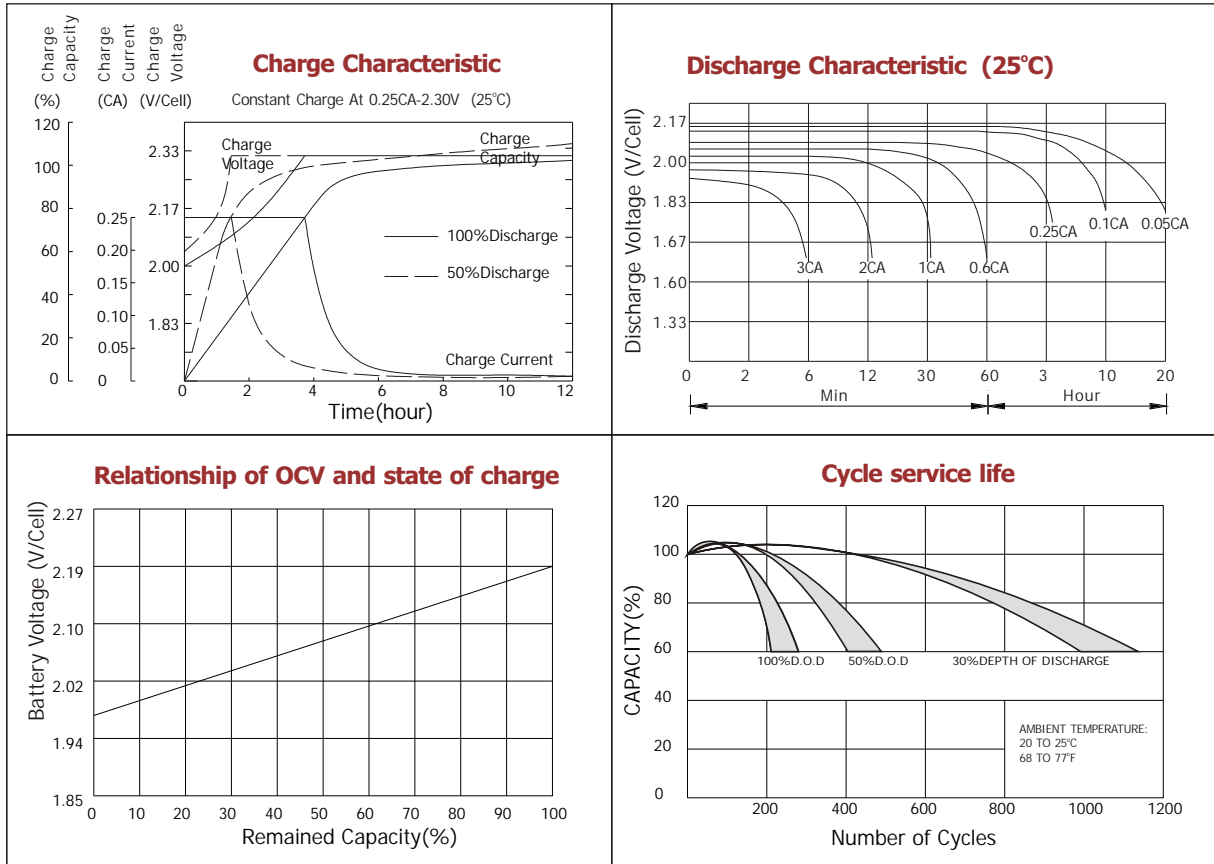 Charge Capacity
Charge Current
Charge Voltage
(%)
(CA)
(V/Cell)
Charge Characteristic
Constant Charge At 0.25CA-2.30V (25°C)
120
100
80
60
40
20
0
0.25
0.20
0.15
0.10
0.05
0
2.33
2.17
2.00
1.83
Charge Voltage
Charge Capacity
100%Discharge
50%Discharge
Charge Current
0 2 4 6 8 10 12
Time(hour)
Discharge Characteristic (25°C)
Discharge Voltage (V/Cell)
2.17
2.00
1.83
1.67
1.60
1.33
3CA
2CA
1CA
0.6CA
0.25CA
0.1CA
0.05CA
0 2 6 12 30 60 3 10 20
Min
Hour
Relationship of OCV and state of charge
Battery Voltage (V/Cell)
2.27
2.19
2.10
2.02
1.94
1.85
0 10 20 30 40 50 60 70 80 90 100
Remained Capacity(%)
Cycle service life
CAPACITY(%)
120
100
80
60
40
20
0
100%D.O.D
50%D.O.D
30%DEPTH OF DISCHARGE
AMBIENT TEMPERATURE:
20 TO 25°C
68 TO 77°F
200 400 600 800 1000 1200
Number of Cycles